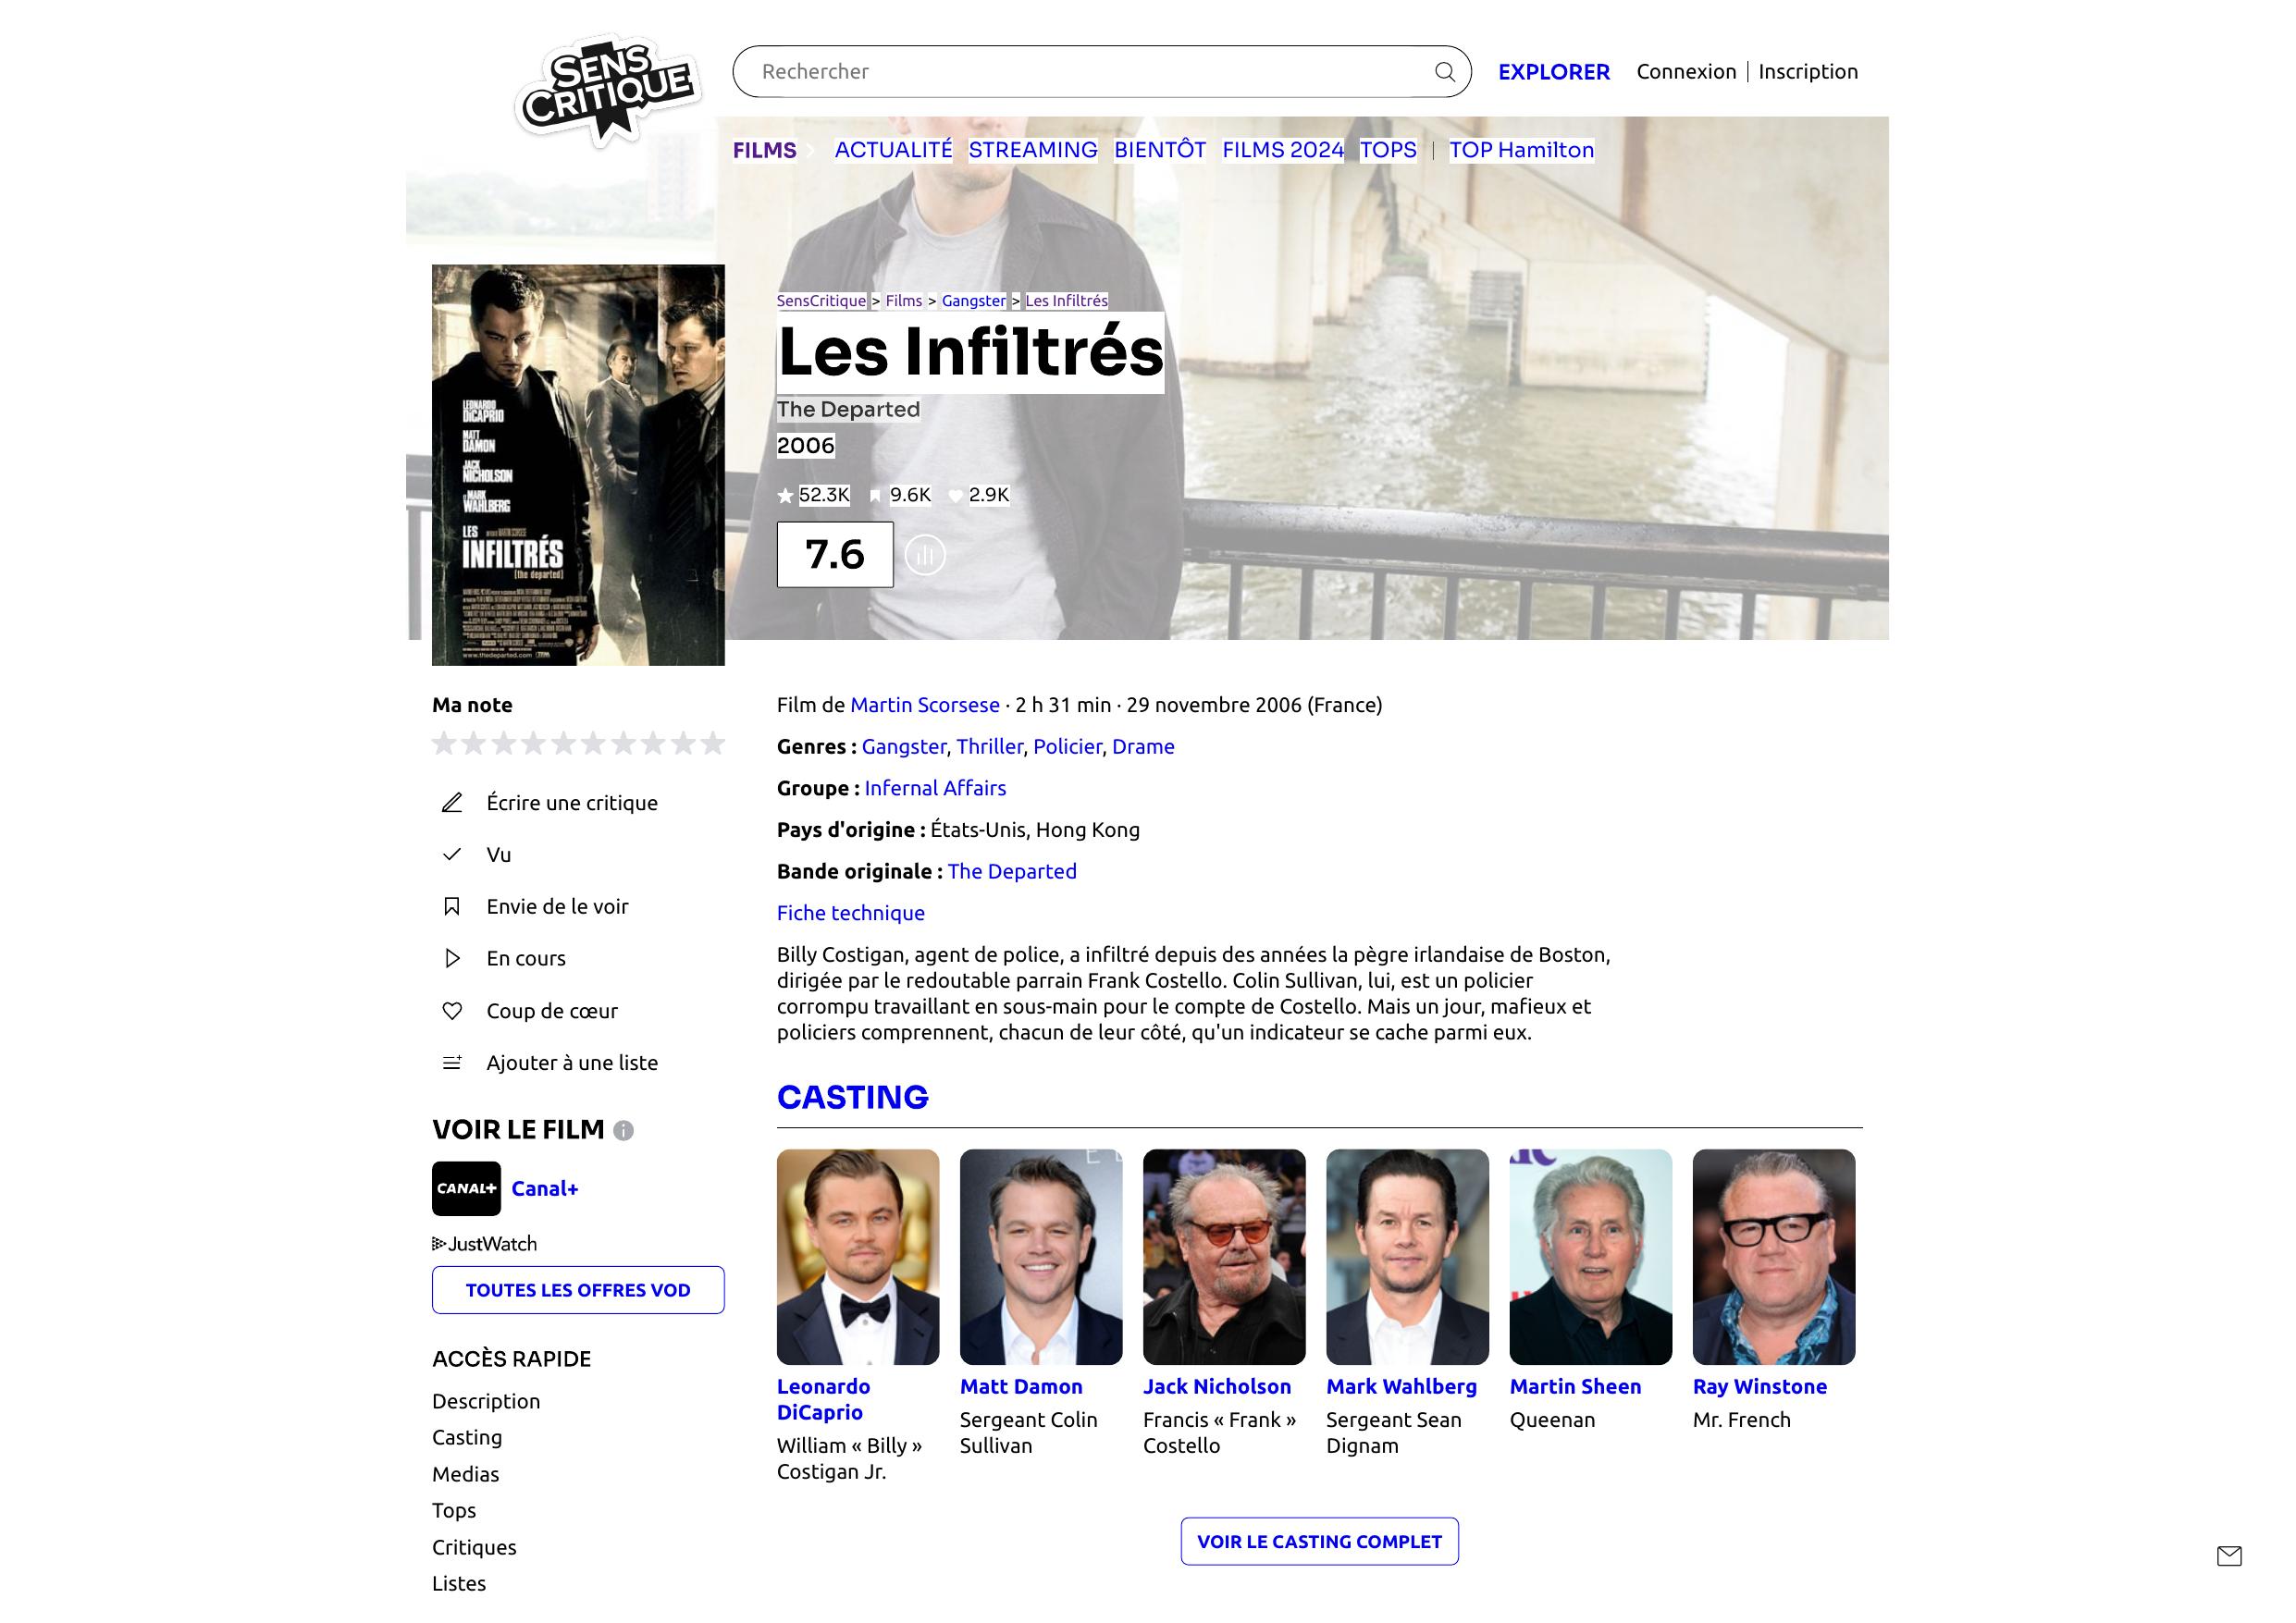 SENS
CRITIQUE
Rechercher
EXPLORER
Connexion
Inscription
FILMS
ACTUALITÉ
STREAMING
BIENTÔT
FILMS 2024
TOPS
TOP Hamilton
SensCritique > Films > Gangster > Les Infiltrés
Les Infiltrés
The Departed
2006
52.3K
9.6K
2.9K
7.6
LEONARDO
DiCAPRIO
MATT
DAMON
JACK
NICHOLSON
MARK
WAHLBERG
LES
INFILTRÉS
[the departed]
www.thedeparted.com
Ma note
Écrire une critique
Vu
Envie de le voir
En cours
Coup de cœur
Ajouter à une liste
VOIR LE FILM
CANAL+
Canal+
JustWatch
TOUTES LES OFFRES VOD
ACCÈS RAPIDE
Description
Casting
Medias
Tops
Critiques
Listes
Film de Martin Scorsese · 2 h 31 min · 29 novembre 2006 (France)
Genres : Gangster, Thriller, Policier, Drame
Groupe : Infernal Affairs
Pays d'origine : États-Unis, Hong Kong
Bande originale : The Departed
Fiche technique
Billy Costigan, agent de police, a infiltré depuis des années la pègre irlandaise de Boston,
dirigée par le redoutable parrain Frank Costello. Colin Sullivan, lui, est un policier
corrompu travaillant en sous-main pour le compte de Costello. Mais un jour, mafieux et
policiers comprennent, chacun de leur côté, qu'un indicateur se cache parmi eux.
CASTING
Leonardo
DiCaprio
William « Billy »
Costigan Jr.
Matt Damon
Sergeant Colin
Sullivan
Jack Nicholson
Francis « Frank »
Costello
Mark Wahlberg
Sergeant Sean
Dignam
Martin Sheen
Queenan
Ray Winstone
Mr. French
VOIR LE CASTING COMPLET